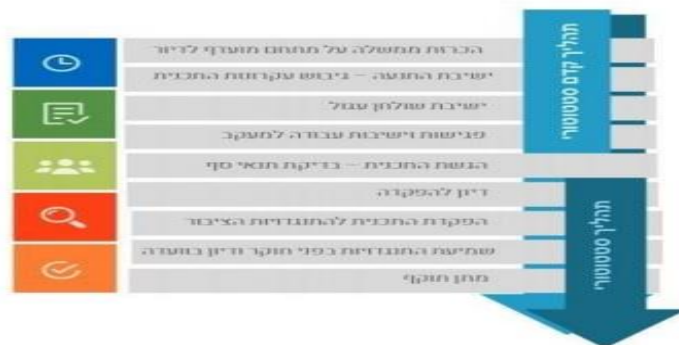 הכרזת ממשלה על מתחם מועדף לדיור
ישיבת התנעה – גיבוש עקרונות התכנית
ישיבת שולחן עגול
פגישות וישיבות עבודה למעקב
הגשת התכנית – בדיקת תנאי סף
דיון להפקדה
הפקדת התכנית להתנגדויות הציבור
שמיעת התנגדויות בפני חוקר ודיון בוועדה
מתן תוקף
תהליך קדם סטטוטורי
תהליך סטטוטורי